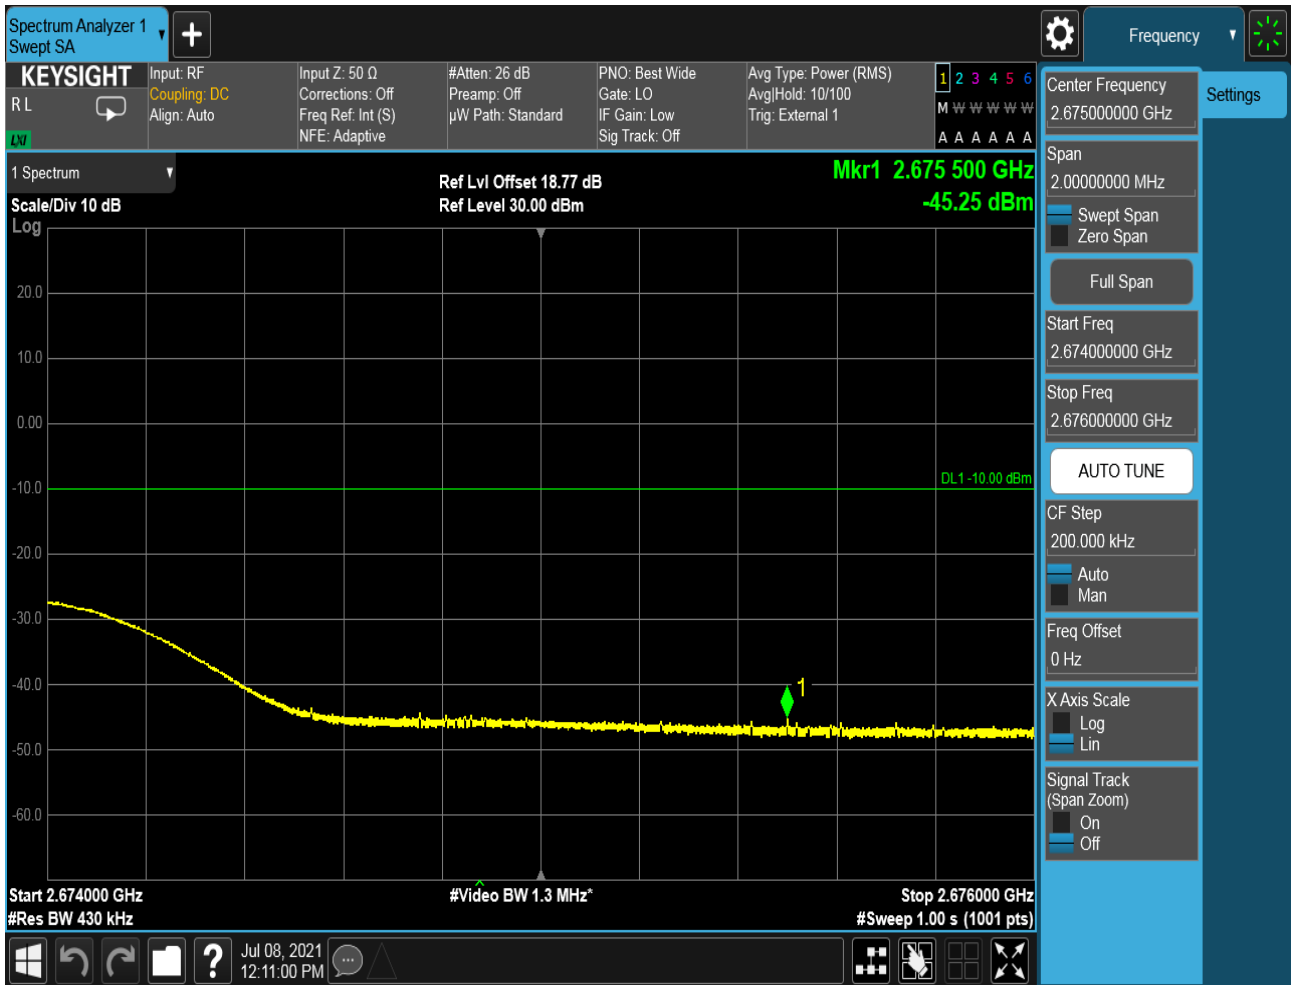 Spectrum Analyzer 1
Swept SA
Frequency
KEYSIGHT
R L
LXI
Input: RF
Coupling: DC
Align: Auto
Input Z: 50 Ω
Corrections: Off
Freq Ref: Int (S)
NFE: Adaptive
#Atten: 26 dB
Preamp: Off
µW Path: Standard
PNO: Best Wide
Gate: LO
IF Gain: Low
Sig Track: Off
Avg Type: Power (RMS)
Avg|Hold: 10/100
Trig: External 1
1 2 3 4 5 6
M W W W W W
A A A A A A
1 Spectrum
Scale/Div 10 dB
Log
Ref Lvl Offset 18.77 dB
Ref Level 30.00 dBm
Mkr1 2.675 500 GHz
-45.25 dBm
20.0
10.0
0.00
DL1 -10.00 dBm
-10.0
-20.0
-30.0
-40.0
1
-50.0
-60.0
Start 2.674000 GHz
#Video BW 1.3 MHz*
Stop 2.676000 GHz
#Res BW 430 kHz
#Sweep 1.00 s (1001 pts)
?
Jul 08, 2021
12:11:00 PM
Center Frequency
2.675000000 GHz
Settings
Span
2.00000000 MHz
Swept Span
Zero Span
Full Span
Start Freq
2.674000000 GHz
Stop Freq
2.676000000 GHz
AUTO TUNE
CF Step
200.000 kHz
Auto
Man
Freq Offset
0 Hz
X Axis Scale
Log
Lin
Signal Track
(Span Zoom)
On
Off